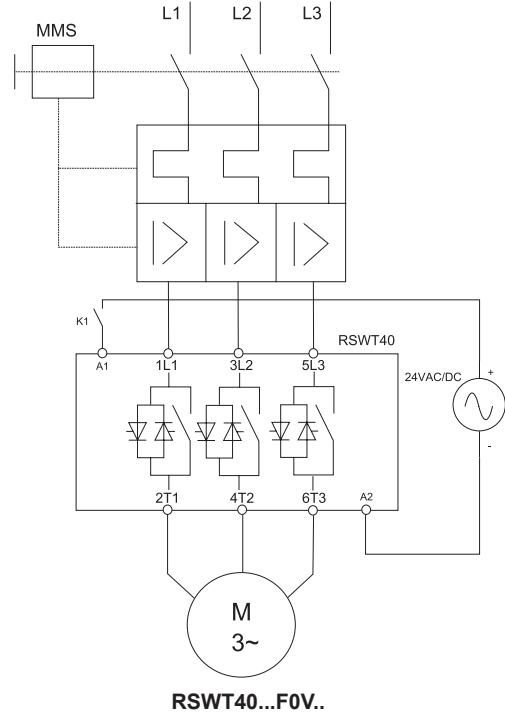 L1 L2 L3
MMS
K1
RSWT40
A1 1L1 3L2 5L3
24VAC/DC
+
-
2T1 4T2 6T3 A2
M
3~
RSWT40...F0V..